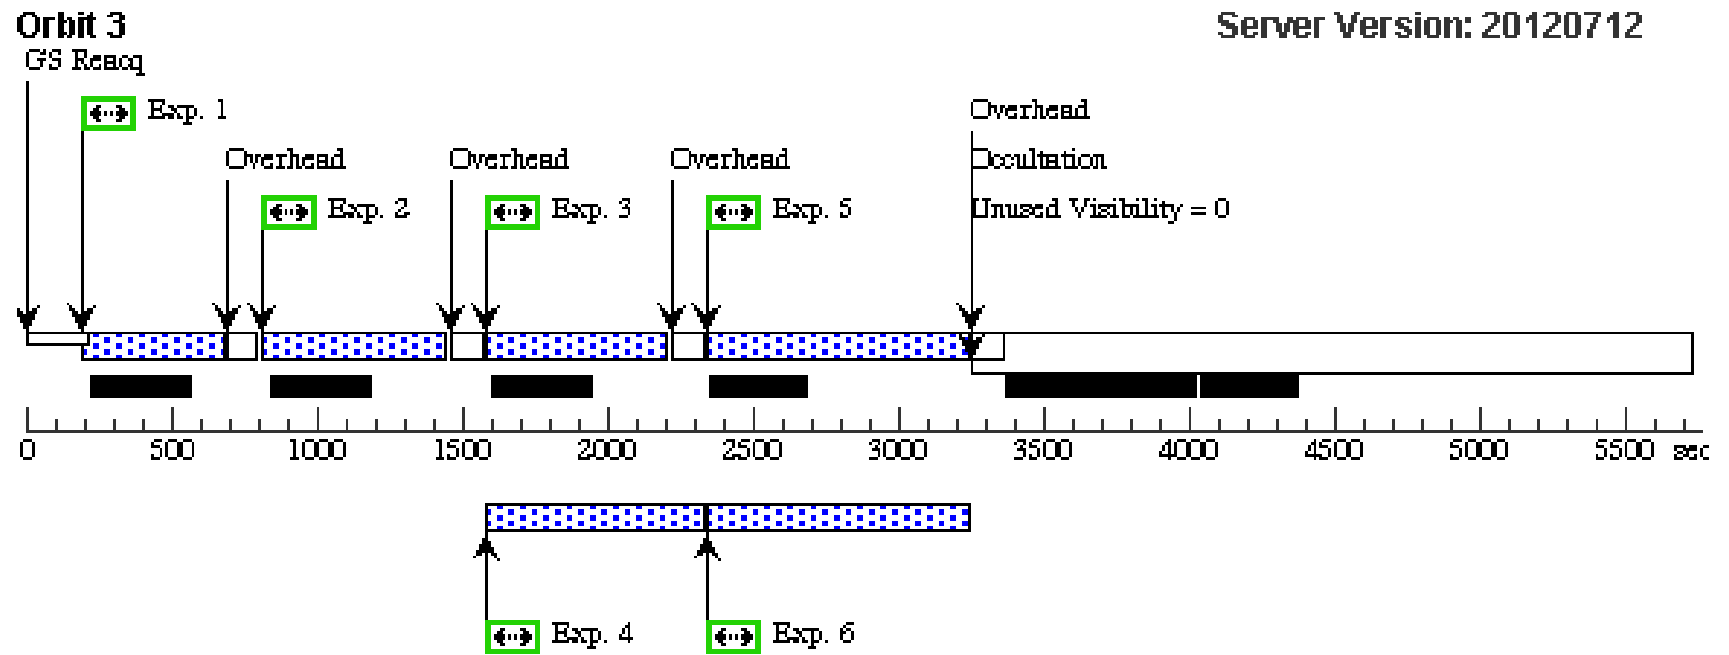 Orbit 3
Server Version: 20120712
GS Reacq
Exp. 1
Overhead
Overhead
Overhead
Overhead
Occultation
Exp. 2
Exp. 3
Exp. 5
Unused Visibility = 0
0 500 1000 1500 2000 2500 3000 3500 4000 4500 5000 5500 sec
Exp. 4
Exp. 6